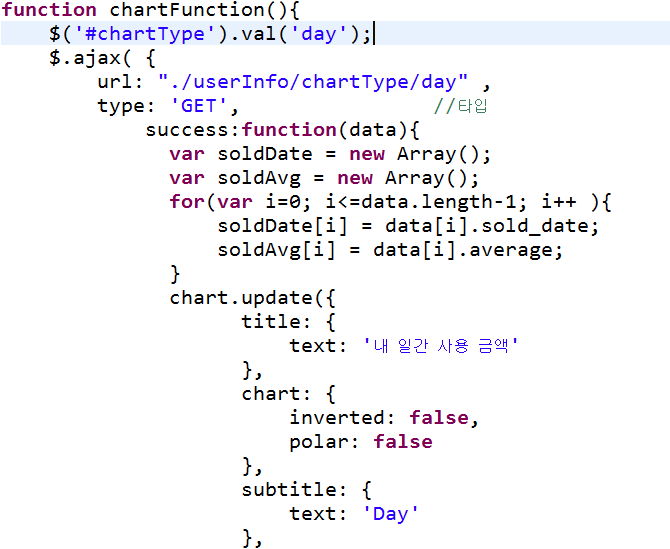 function chartFunction(){
$('#chartType').val('day');
$.ajax( {
url: "./userInfo/chartType/day" ,
type: 'GET', //타입
success:function(data){
var soldDate = new Array();
var soldAvg = new Array();
for(var i=0; i<=data.length-1; i++ ){
soldDate[i] = data[i].sold_date;
soldAvg[i] = data[i].average;
}
chart.update({
title: {
text: '내 일간 사용 금액'
},
chart: {
inverted: false,
polar: false
},
subtitle: {
text: 'Day'
},